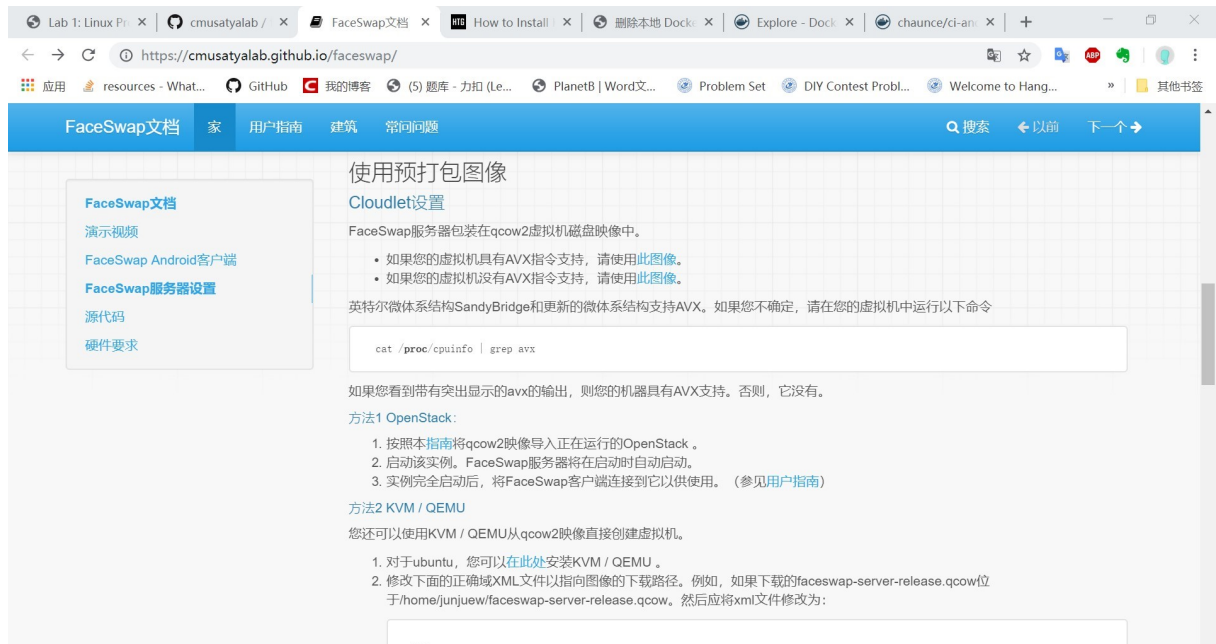 Lab 1: Linux Pr
cmusatyalab /
FaceSwap文档
HTG How to Install
删除本地 Docke
Explore - Dock
chaunce/ci-and
https://cmusatyalab.github.io/faceswap/
ABP
应用
resources - What...
GitHub
我的博客
(5) 题库 - 力扣 (Le...
PlanetB | Word文...
Problem Set
DIY Contest Probl...
Welcome to Hang...
»
其他书签
FaceSwap文档 家 用户指南 建筑 常问问题 搜索 以前 下一个
FaceSwap文档
演示视频
FaceSwap Android客户端
FaceSwap服务器设置
源代码
硬件要求
使用预打包图像
Cloudlet设置
FaceSwap服务器包装在qcow2虚拟机磁盘映像中。
• 如果您的虚拟机具有AVX指令支持，请使用此图像。
• 如果您的虚拟机没有AVX指令支持，请使用此图像。
英特尔微体系结构SandyBridge和更新的微体系结构支持AVX。如果您不确定，请在您的虚拟机中运行以下命令
cat /proc/cpuinfo | grep avx
如果您看到带有突出显示的avx的输出，则您的机器具有AVX支持。否则，它没有。
方法1 OpenStack：
1. 按照本指南将qcow2映像导入正在运行的OpenStack 。
2. 启动该实例。FaceSwap服务器将在启动时自动启动。
3. 实例完全启动后，将FaceSwap客户端连接到它以供使用。（参见用户指南）
方法2 KVM / QEMU
您还可以使用KVM / QEMU从qcow2映像直接创建虚拟机。
1. 对于ubuntu，您可以在此处安装KVM / QEMU 。
2. 修改下面的正确域XML文件以指向图像的下载路径。例如，如果下载的faceswap-server-release.qcow位
于/home/junjuew/faceswap-server-release.qcow。然后应将xml文件修改为：